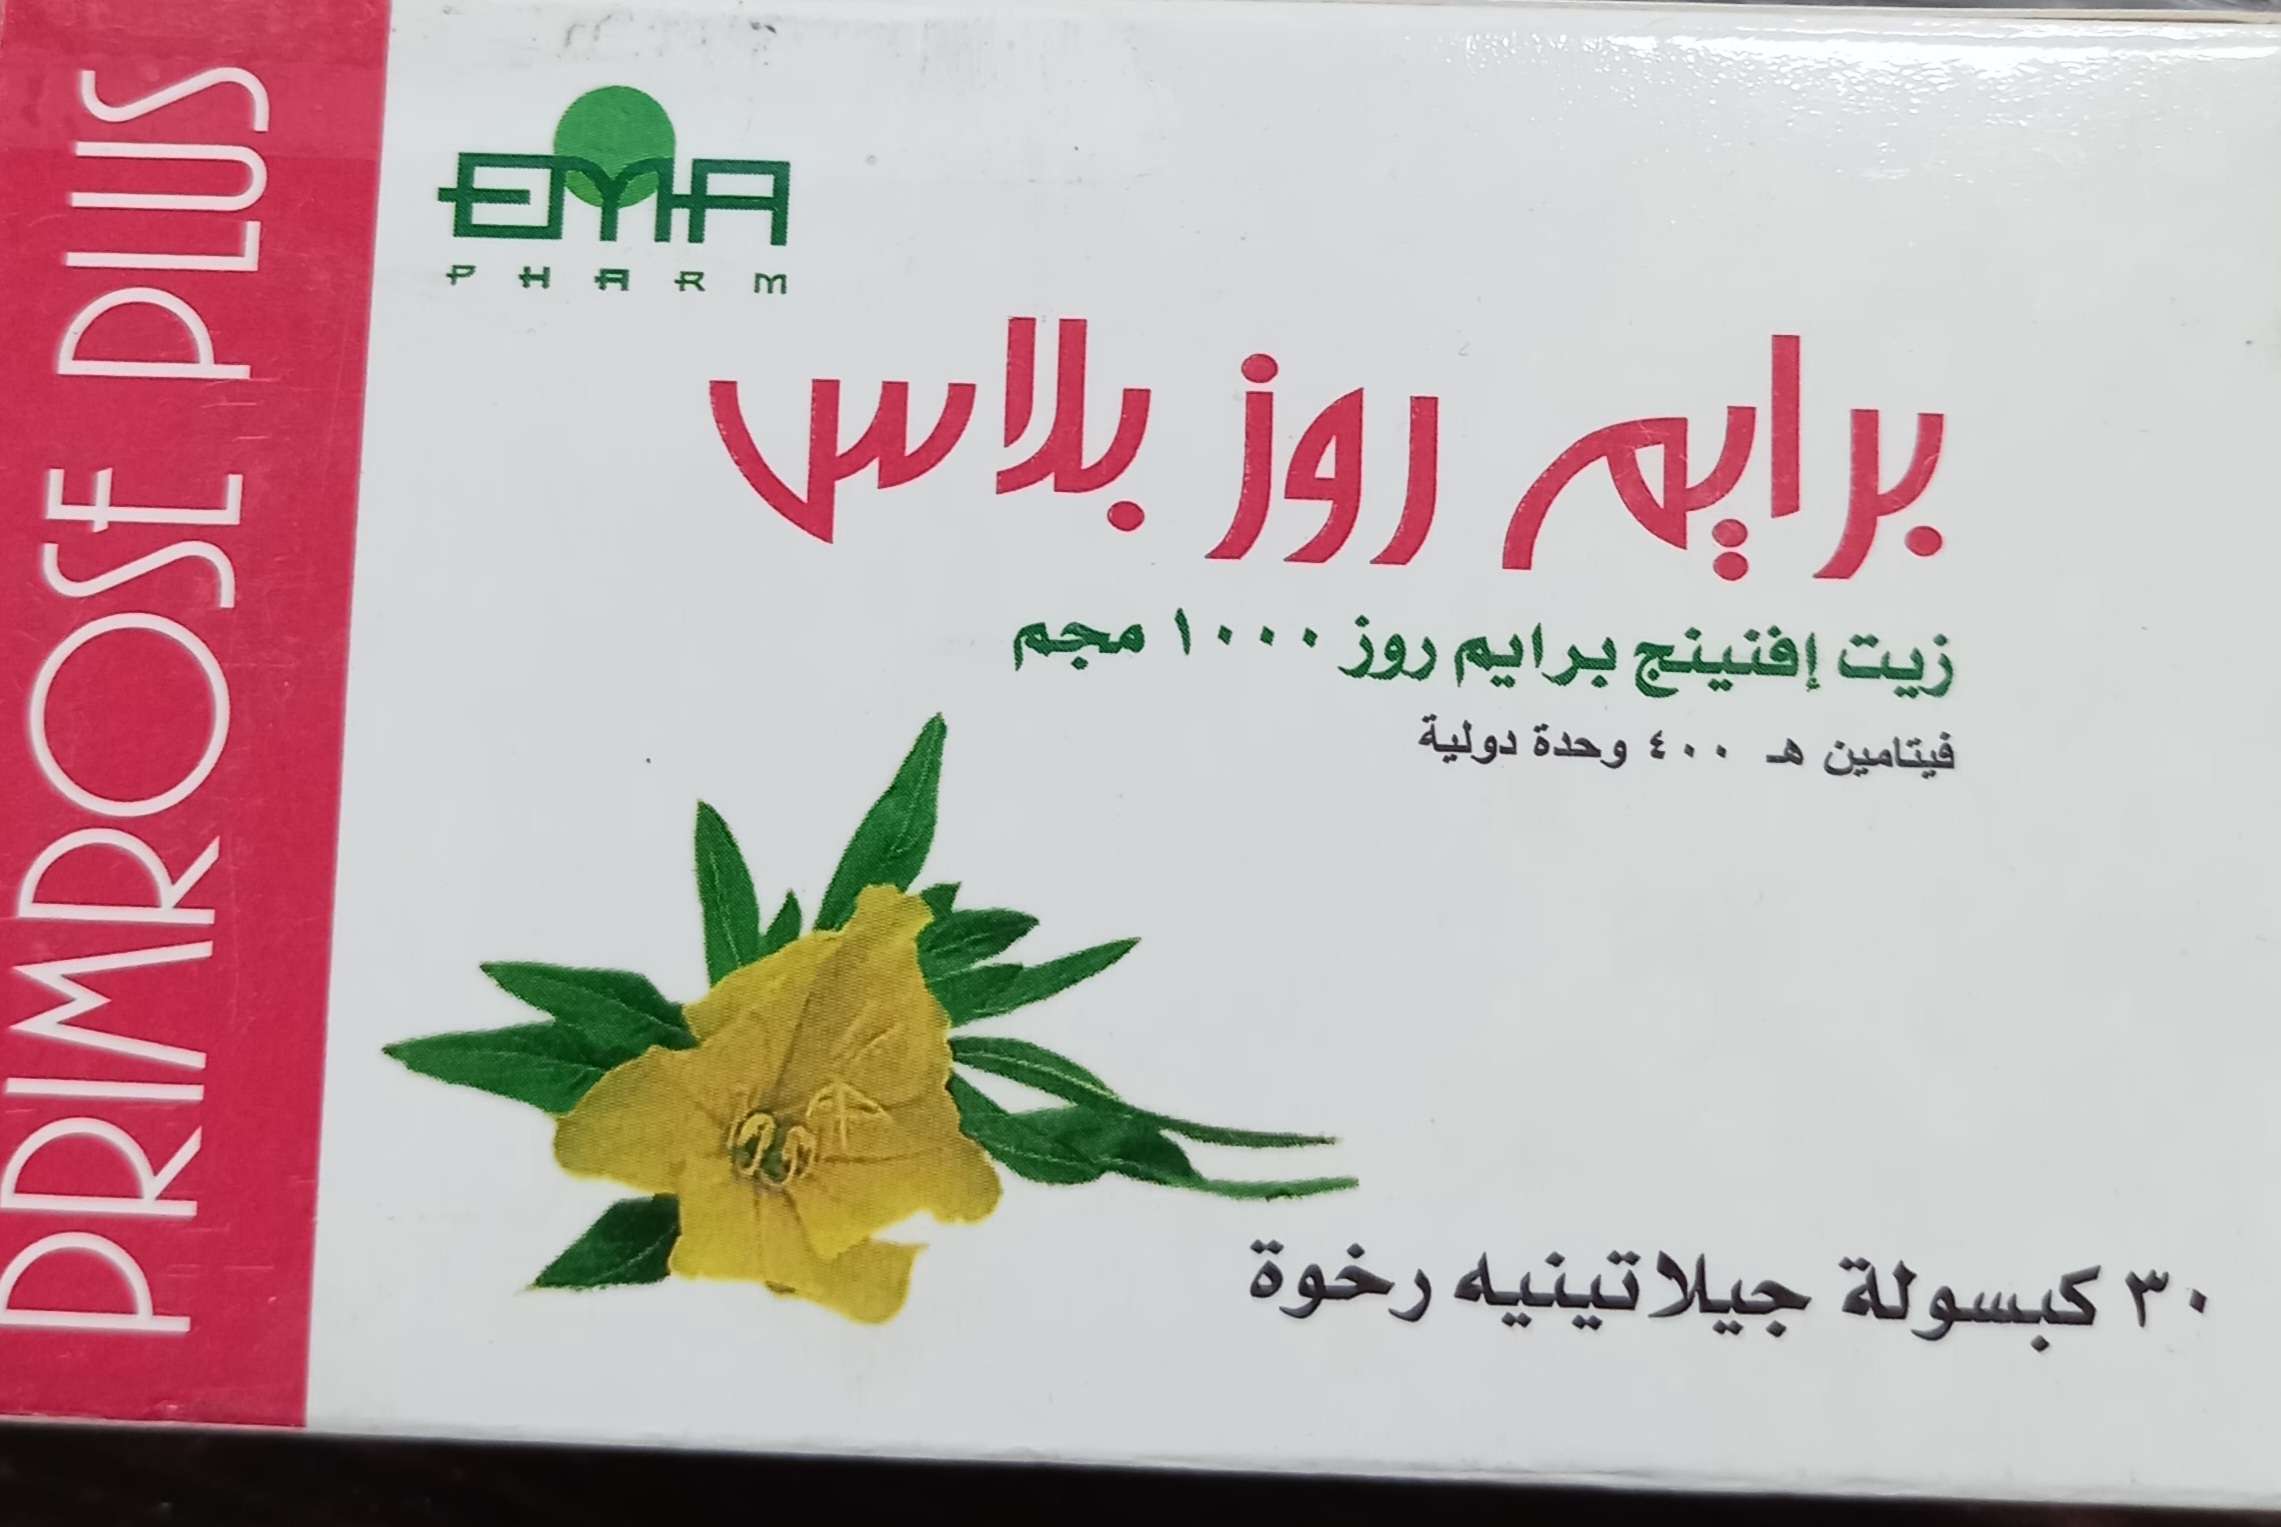 PRIMROSE PLUS
EMA
PHARM
برايم روز بلاس
زيت إفنينج برايم روز ١٠٠٠ مجم
فيتامين هـ ٤٠٠ وحدة دولية
٣٠ كبسولة جيلاتينيه رخوة